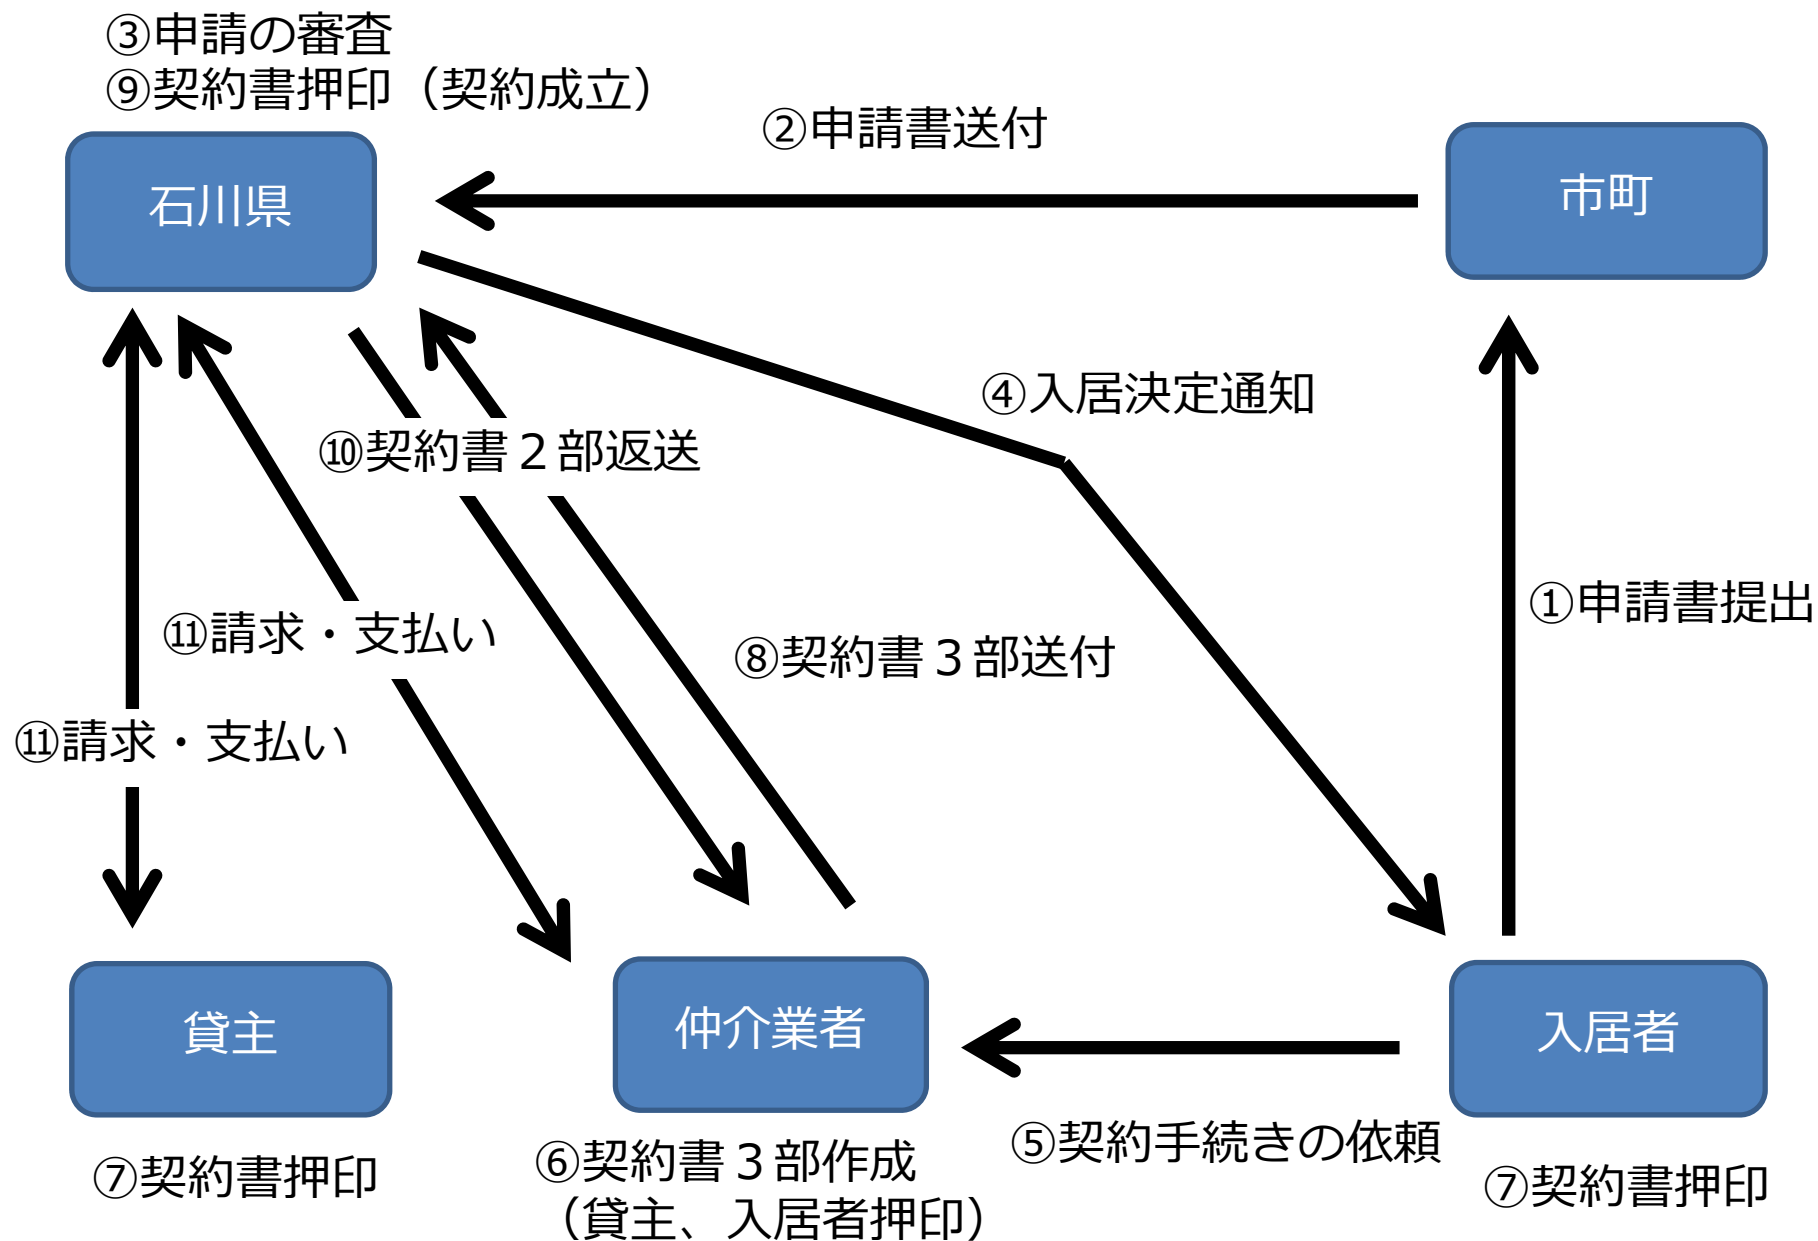 ③申請の審査
⑨契約書押印（契約成立）
②申請書送付
石川県
市町
④入居決定通知
⑩契約書２部返送
①申請書提出
⑪請求・支払い
⑧契約書３部送付
⑪請求・支払い
貸主
仲介業者
入居者
⑤契約手続きの依頼
⑦契約書押印
⑥契約書３部作成
（貸主、入居者押印）
⑦契約書押印